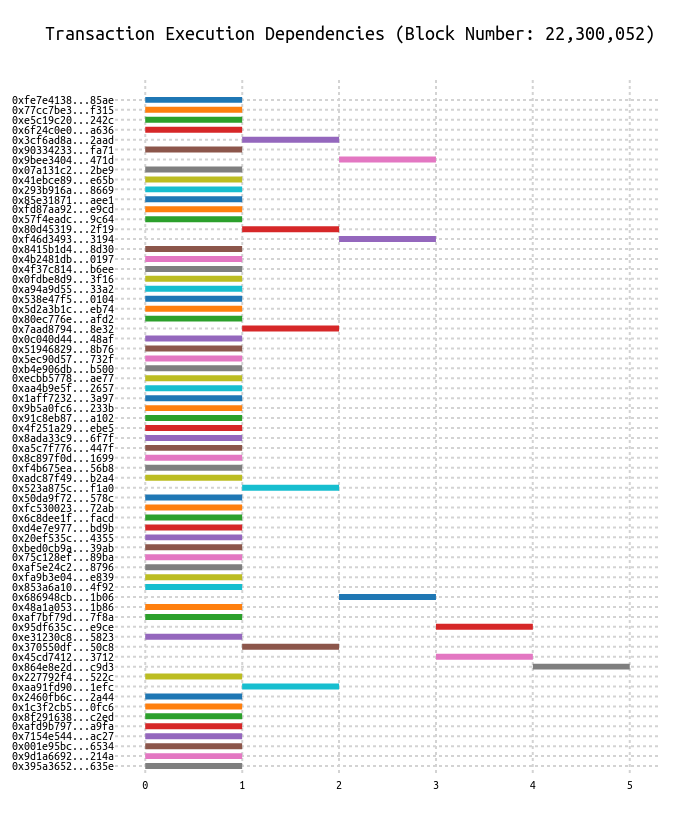 Transaction Execution Dependencies (Block Number: 22,300,052)
0xfe7e4138...85ae
0x77cc7be3...f315
0xe5c19c20...242c
0x6f24c0e0...a636
0x3cf6ad8a...2aad
0x90334233...fa71
0x9bee3404...471d
0x07a131c2...2be9
0x41ebce89...e65b
0x293b916a...8669
0x85e31871...aee1
0xfd87aa92...e9cd
0x57f4eadc...9c64
0x80d45319...2f19
0xf46d3493...3194
0x8415b1d4...8d30
0x4b2481db...0197
0x4f37c814...b6ee
0x0fdbe8d9...3f16
0xa94a9d55...33a2
0x538e47f5...0104
0x5d2a3b1c...eb74
0x80ec776e...afd2
0x7aad8794...8e32
0x0c040d44...48af
0x51946829...8b76
0x5ec90d57...732f
0xb4e906db...b500
0xecbb5778...ae77
0xaa4b9e5f...2657
0x1aff7232...3a97
0x9b5a0fc6...233b
0x91c8eb87...a102
0x4f251a29...ebe5
0x8ada33c9...6f7f
0xa5c7f776...447f
0x8c897f0d...1699
0xf4b675ea...56b8
0xadc87f49...b2a4
0x523a875c...f1a0
0x50da9f72...578c
0xfc530023...72ab
0x6c8dee1f...facd
0xd4e7e977...bd9b
0x20ef535c...4355
0xbed0cb9a...39ab
0x75c128ef...89ba
0xaf5e24c2...8796
0xfa9b3e04...e839
0x853a6a10...4f92
0x686948cb...1b06
0x48a1a053...1b86
0xaf7bf79d...7f8a
0x95df635c...e9ce
0xe31230c8...5823
0x370550df...50c8
0x45cd7412...3712
0x864e8e2d...c9d3
0x227792f4...522c
0xaa91fd90...1efc
0x2460fb6c...2a44
0x1c3f2cb5...0fc6
0x8f291638...c2ed
0xafd9b797...a9fa
0x7154e544...ac27
0x001e95bc...6534
0x9d1a6692...214a
0x395a3652...635e
0 1 2 3 4 5